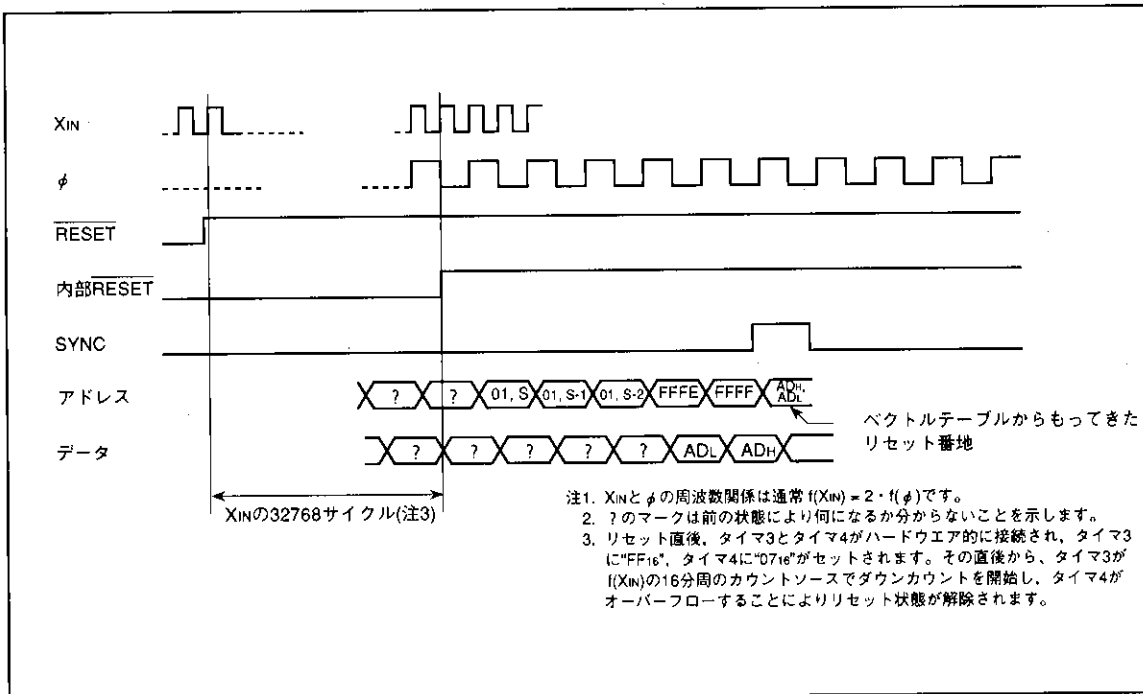 XIN
φ
RESET
内部RESET
SYNC
アドレス
? ? 01, S 01, S-1 01, S-2 FFFE FFFF ADH, ADL
ベクトルテーブルからもってきた
リセット番地
データ
? ? ? ? ? ADL ADH
XINの32768サイクル(注3)
注1. XINとφの周波数関係は通常 f(XIN) = 2・f(φ)です。
2. ?のマークは前の状態により何になるか分からないことを示します。
3. リセット直後、タイマ3とタイマ4がハードウエア的に接続され、タイマ3
に“FF16”、タイマ4に“0716”がセットされます。その直後から、タイマ3が
f(XIN)の16分周のカウントソースでダウンカウントを開始し、タイマ4が
オーバーフローすることによりリセット状態が解除されます。